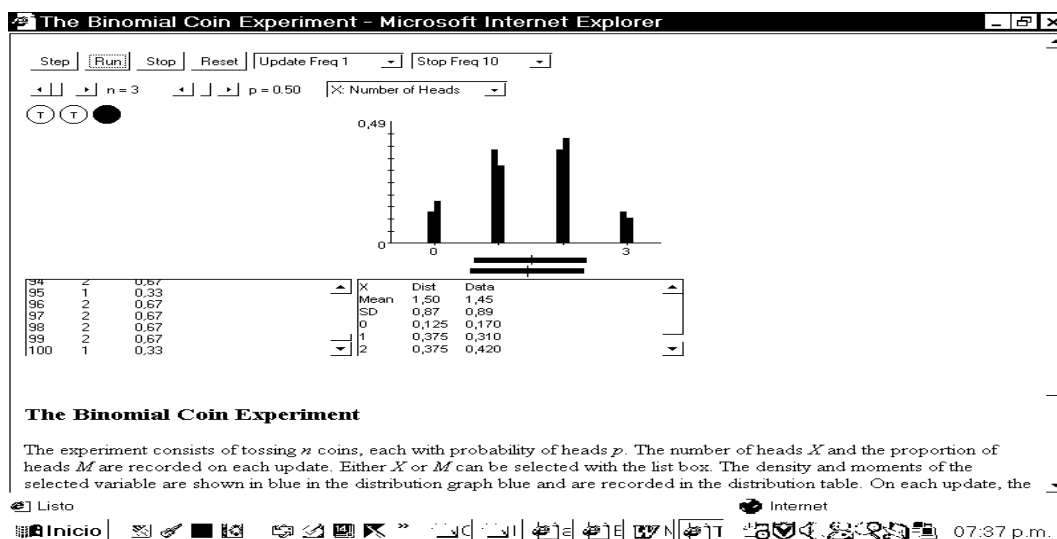 The Binomial Coin Experiment - Microsoft Internet Explorer
Step Run Stop Reset Update Freq 1 Stop Freq 10
n = 3 p = 0.50 X: Number of Heads
T T
0,49
0
0 3
94 2 0,67
95 1 0,33
96 2 0,67
97 2 0,67
98 2 0,67
99 2 0,67
100 1 0,33
X Dist Data
Mean 1,50 1,45
SD 0,87 0,89
0 0,125 0,170
1 0,375 0,310
2 0,375 0,420
The Binomial Coin Experiment
The experiment consists of tossing n coins, each with probability of heads p. The number of heads X and the proportion of
heads M are recorded on each update. Either X or M can be selected with the list box. The density and moments of the
selected variable are shown in blue in the distribution graph blue and are recorded in the distribution table. On each update, the
Listo Internet
Inicio 07:37 p.m.